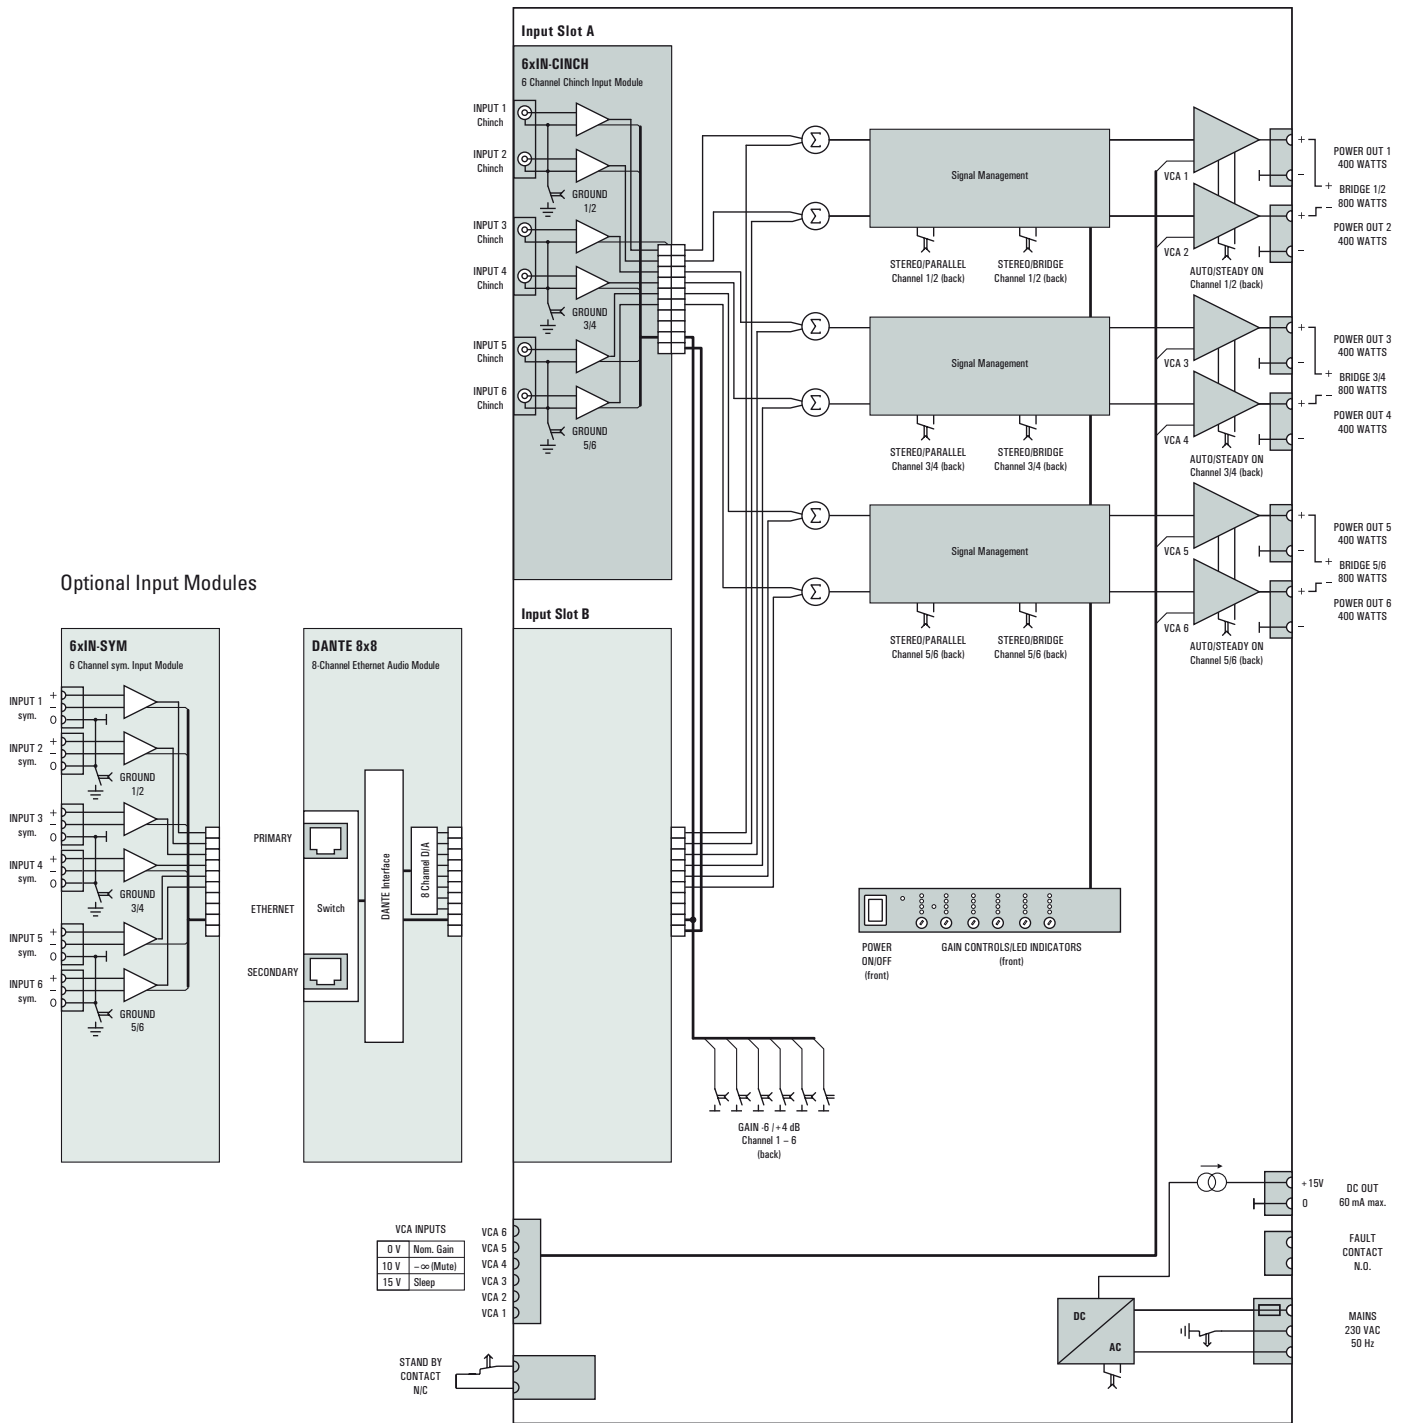 Input Slot A
6xIN-CINCH
6 Channel Chinch Input Module
INPUT 1
Chinch
INPUT 2
Chinch
GROUND
1/2
INPUT 3
Chinch
INPUT 4
Chinch
GROUND
3/4
INPUT 5
Chinch
INPUT 6
Chinch
GROUND
5/6
Σ
Σ
Σ
Σ
Σ
Σ
Signal Management
STEREO/PARALLEL
Channel 1/2 (back)
STEREO/BRIDGE
Channel 1/2 (back)
VCA 1
VCA 2
AUTO/STEADY ON
Channel 1/2 (back)
+
−
+
−
POWER OUT 1
400 WATTS
+ BRIDGE 1/2
− 800 WATTS
POWER OUT 2
400 WATTS
Signal Management
STEREO/PARALLEL
Channel 3/4 (back)
STEREO/BRIDGE
Channel 3/4 (back)
VCA 3
VCA 4
AUTO/STEADY ON
Channel 3/4 (back)
+
−
+
−
POWER OUT 3
400 WATTS
+ BRIDGE 3/4
− 800 WATTS
POWER OUT 4
400 WATTS
Signal Management
STEREO/PARALLEL
Channel 5/6 (back)
STEREO/BRIDGE
Channel 5/6 (back)
VCA 5
VCA 6
AUTO/STEADY ON
Channel 5/6 (back)
+
−
+
−
POWER OUT 5
400 WATTS
+ BRIDGE 5/6
− 800 WATTS
POWER OUT 6
400 WATTS
Optional Input Modules
6xIN-SYM
6 Channel sym. Input Module
INPUT 1
sym.
+
−
0
INPUT 2
sym.
+
−
0
GROUND
1/2
INPUT 3
sym.
+
−
0
INPUT 4
sym.
+
−
0
GROUND
3/4
INPUT 5
sym.
+
−
0
INPUT 6
sym.
+
−
0
GROUND
5/6
DANTE 8x8
8-Channel Ethernet Audio Module
PRIMARY
ETHERNET
SECONDARY
Switch
DANTE Interface
8 Channel D/A
Input Slot B
POWER
ON/OFF
(front)
GAIN CONTROLS/LED INDICATORS
(front)
GAIN -6 / +4 dB
Channel 1 – 6
(back)
VCA INPUTS
0 V Nom. Gain
10 V −∞ (Mute)
15 V Sleep
VCA 6
VCA 5
VCA 4
VCA 3
VCA 2
VCA 1
STAND BY
CONTACT
N/C
+15V
0
DC OUT
60 mA max.
FAULT
CONTACT
N.O.
DC
AC
MAINS
230 VAC
50 Hz